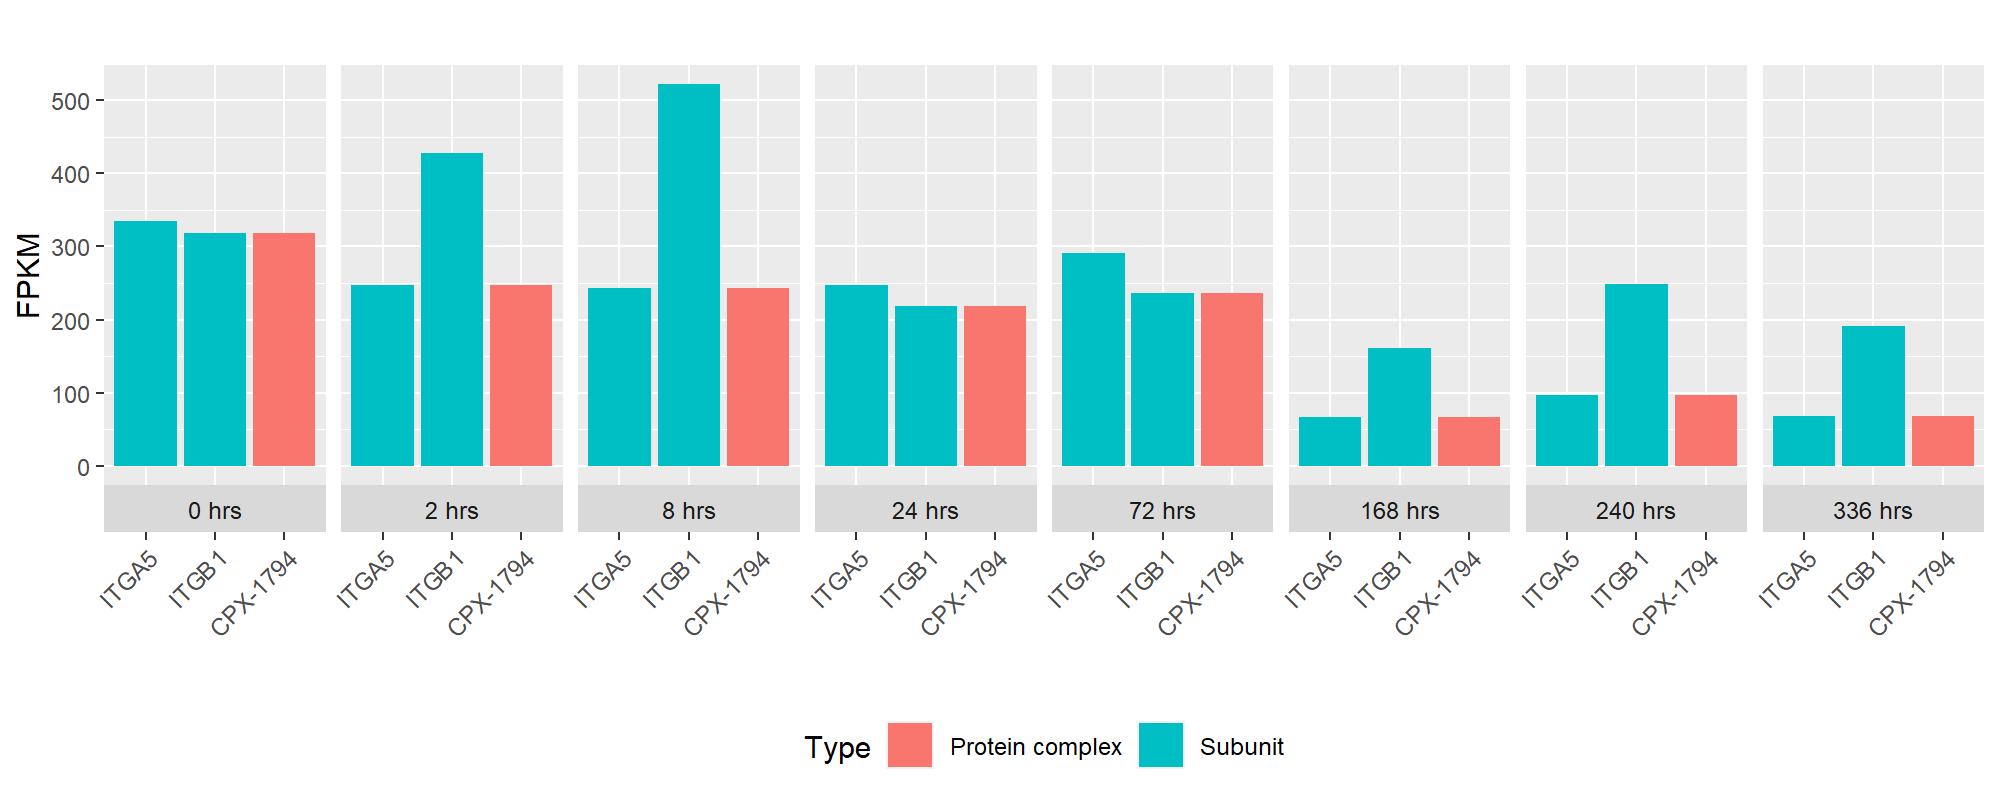 FPKM
500
400
300
200
100
0
0 hrs 2 hrs 8 hrs 24 hrs 72 hrs 168 hrs 240 hrs 336 hrs
ITGA5 ITGB1 CPX-1794 ITGA5 ITGB1 CPX-1794 ITGA5 ITGB1 CPX-1794 ITGA5 ITGB1 CPX-1794 ITGA5 ITGB1 CPX-1794 ITGA5 ITGB1 CPX-1794 ITGA5 ITGB1 CPX-1794 ITGA5 ITGB1 CPX-1794
Type Protein complex Subunit